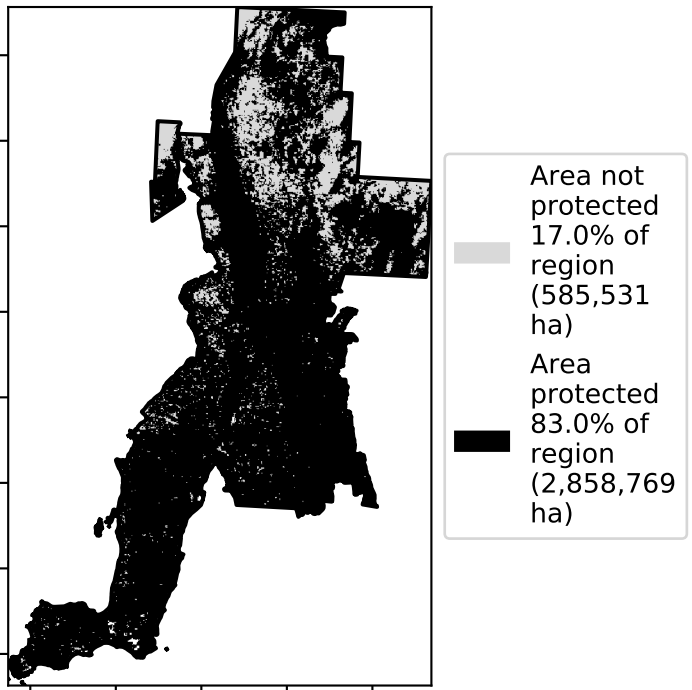 Area not
protected
17.0% of
region
(585,531
ha)
Area
protected
83.0% of
region
(2,858,769
ha)